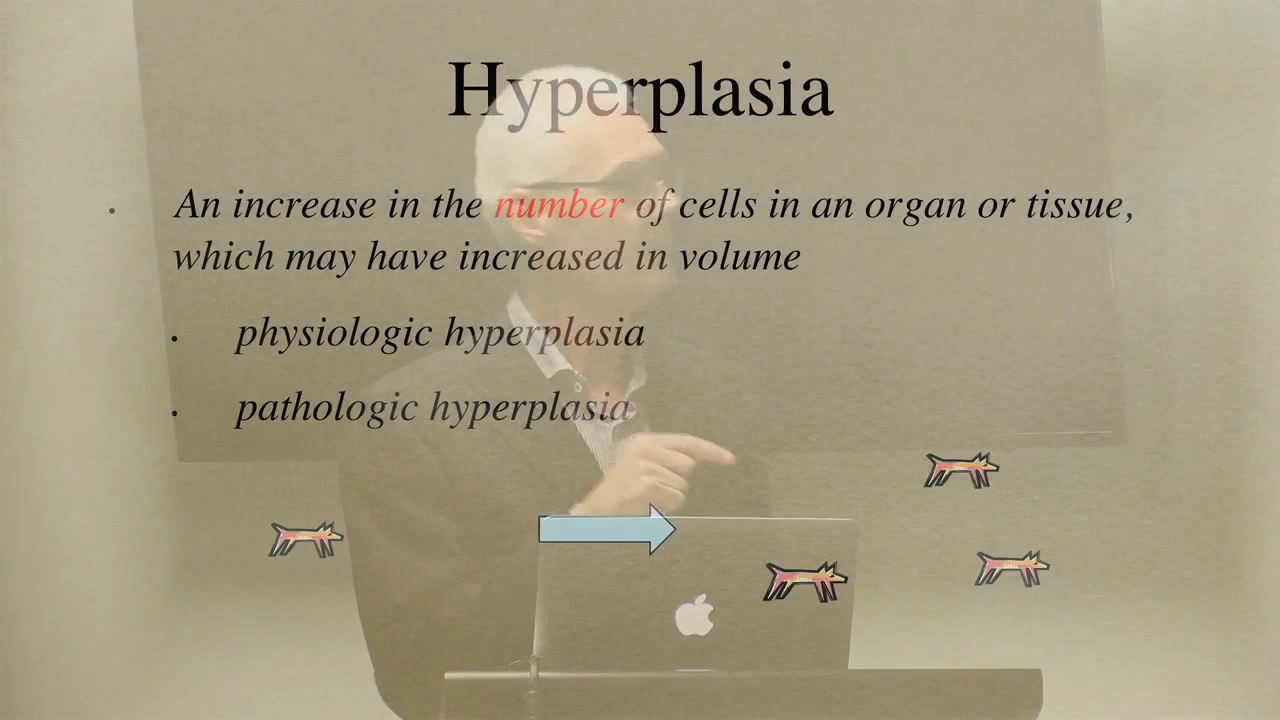 Hyperplasia
• An increase in the number of cells in an organ or tissue,
which may have increased in volume
• physiologic hyperplasia
• pathologic hyperplasia